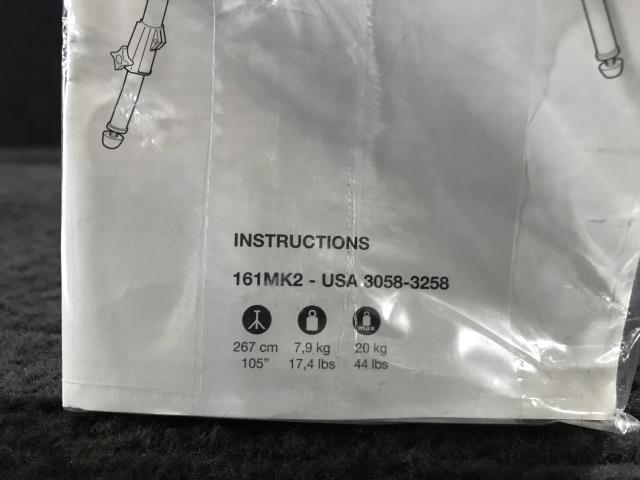 INSTRUCTIONS
161MK2 - USA 3058-3258
max
267 cm 7,9 kg 20 kg
105" 17,4 lbs 44 lbs